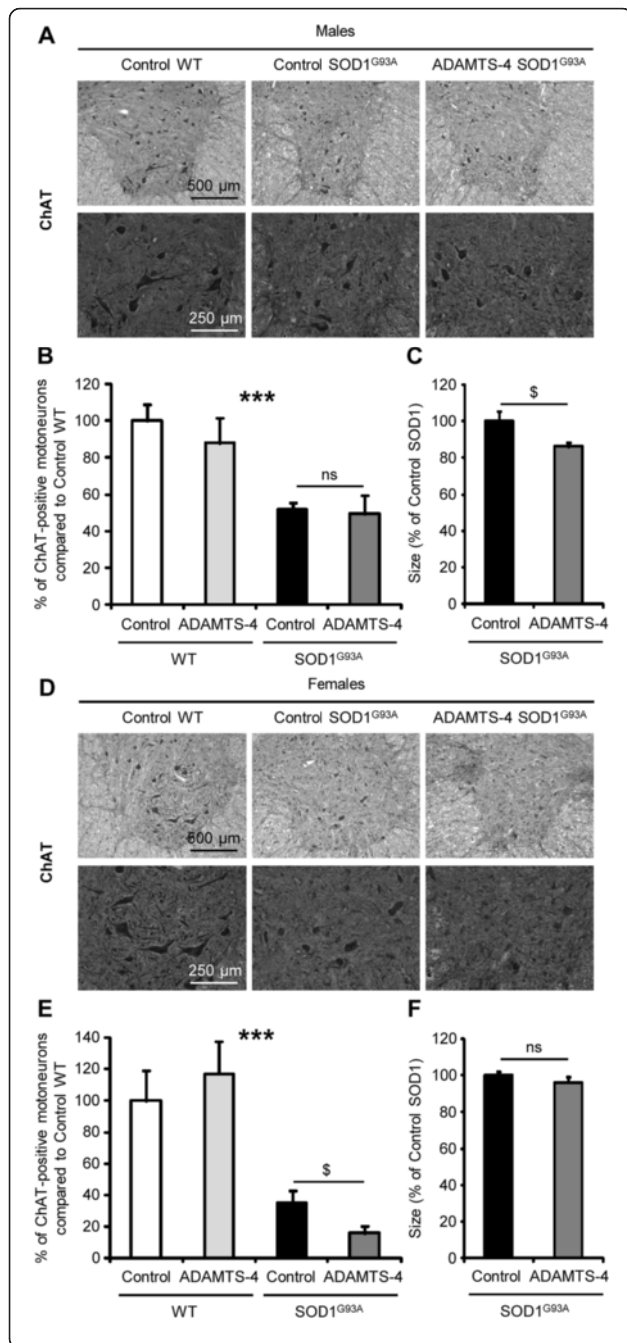 A
Males
Control WT Control SOD1G93A ADAMTS-4 SOD1G93A
ChAT
500 µm
250 µm
B
% of ChAT-positive motoneurons
compared to Control WT
120
100
80
60
40
20
0
***
ns
Control ADAMTS-4 Control ADAMTS-4
WT SOD1G93A
C
Size (% of Control SOD1)
120
100
80
60
40
20
0
$
Control ADAMTS-4
SOD1G93A
D
Females
Control WT Control SOD1G93A ADAMTS-4 SOD1G93A
ChAT
500 µm
250 µm
E
% of ChAT-positive motoneurons
compared to Control WT
140
120
100
80
60
40
20
0
***
$
Control ADAMTS-4 Control ADAMTS-4
WT SOD1G93A
F
Size (% of Control SOD1)
120
100
80
60
40
20
0
ns
Control ADAMTS-4
SOD1G93A